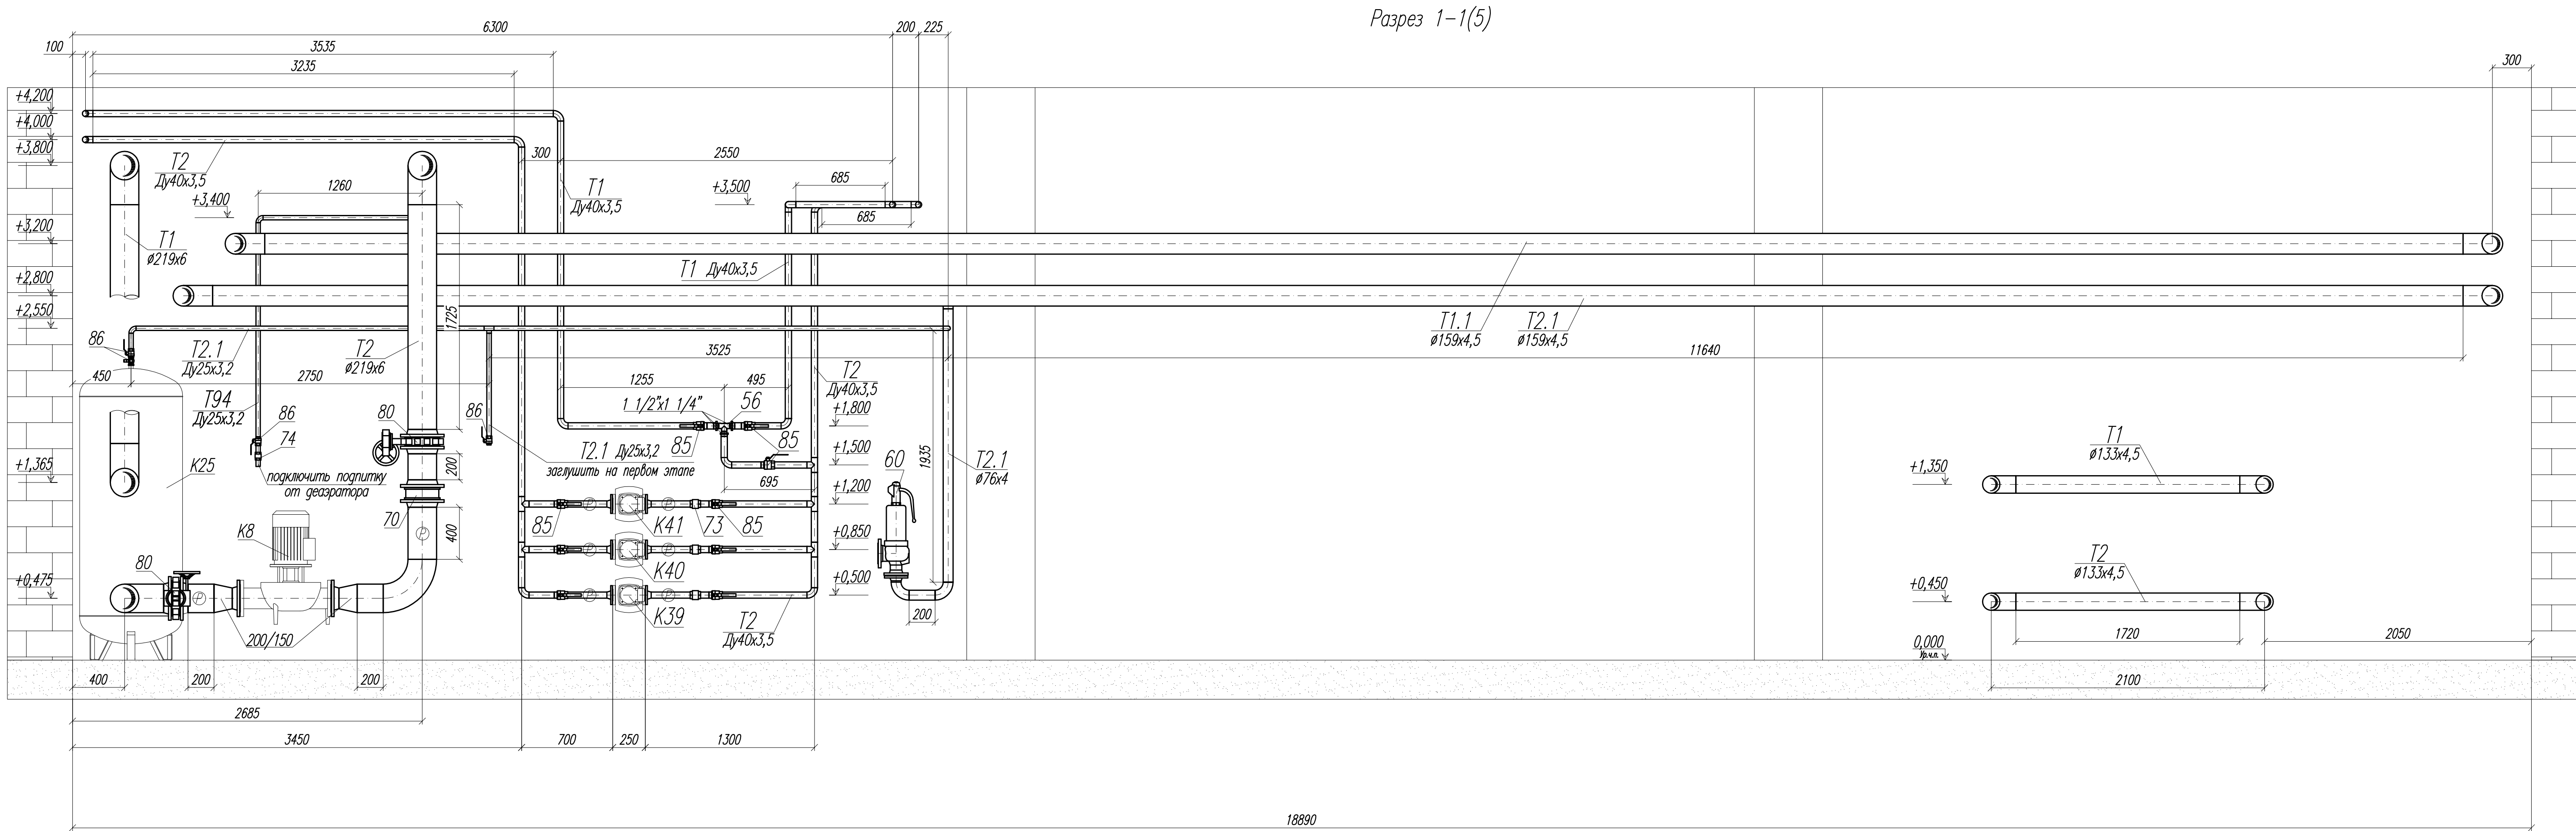 Разрез 1-1(5)
6300
200
225
100
3535
3235
300
+4,200
+4,000
+3,800
+3,200
+2,800
+2,550
+1,365
+0,475
T2
Ду40х3,5
1260
+3,400
T1
ø219х6
300
2550
T1
Ду40х3,5
+3,500
685
685
T1 Ду40х3,5
1725
T2
ø219х6
86
T2.1
Ду25х3,2
450
2750
3525
11640
T1.1
ø159х4,5
T2.1
ø159х4,5
T94
Ду25х3,2
86
74
80
86
1255
495
T2
Ду40х3,5
1 1/2"х1 1/4"
56
+1,800
85
85
T2.1 Ду25х3,2
заглушить на первом этапе
+1,500
695
+1,200
60
1935
T2.1
ø76х4
K25
подключить подпитку
от деаэратора
200
70
400
P
K8
80
P
200/150
85
P
K41
P
73
85
P
K40
P
+0,850
P
K39
P
+0,500
T2
Ду40х3,5
200
+1,350
T1
ø133х4,5
+0,450
T2
ø133х4,5
0,000
Ур.ч.п.
1720
2050
2100
400
200
200
2685
3450
700
250
1300
18890